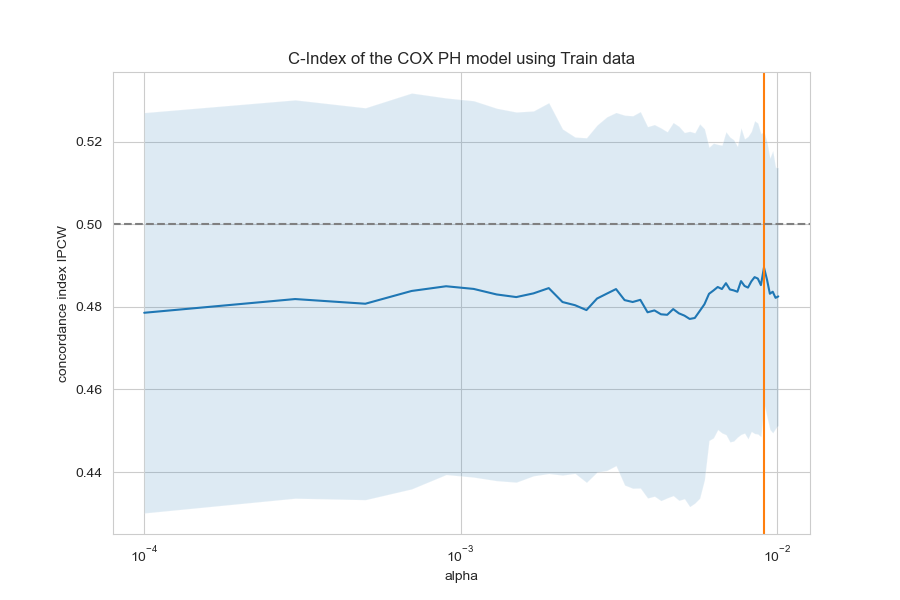 C-Index of the COX PH model using Train data
concordance index IPCW
0.52
0.50
0.48
0.46
0.44
10⁻⁴
10⁻³
10⁻²
alpha